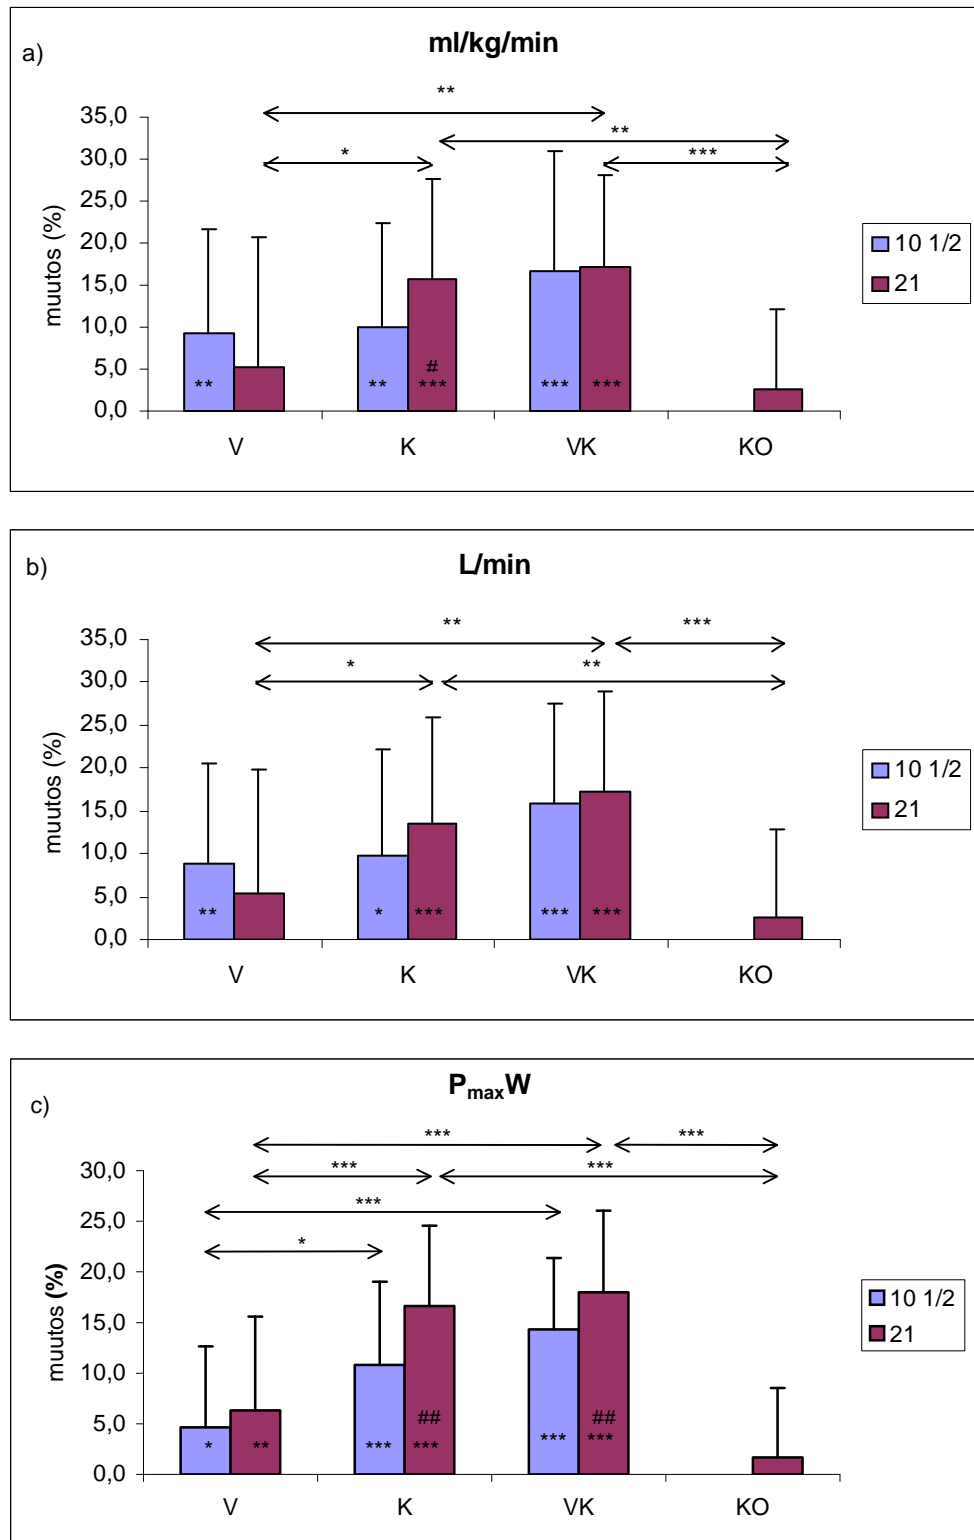 a)
ml/kg/min
**
35,0
**
30,0
*
***
25,0
20,0
15,0
10,0
5,0
0,0
muutos (%)
#
**
**
***
***
***
V
K
VK
KO
10 1/2
21
b)
L/min
**
***
35,0
*
**
30,0
25,0
20,0
15,0
10,0
5,0
0,0
muutos (%)
**
*
***
***
***
V
K
VK
KO
10 1/2
21
c)
PmaxW
***
***
30,0
***
***
***
25,0
*
20,0
15,0
10,0
5,0
0,0
muutos (%)
##
##
*
**
***
***
***
***
V
K
VK
KO
10 1/2
21